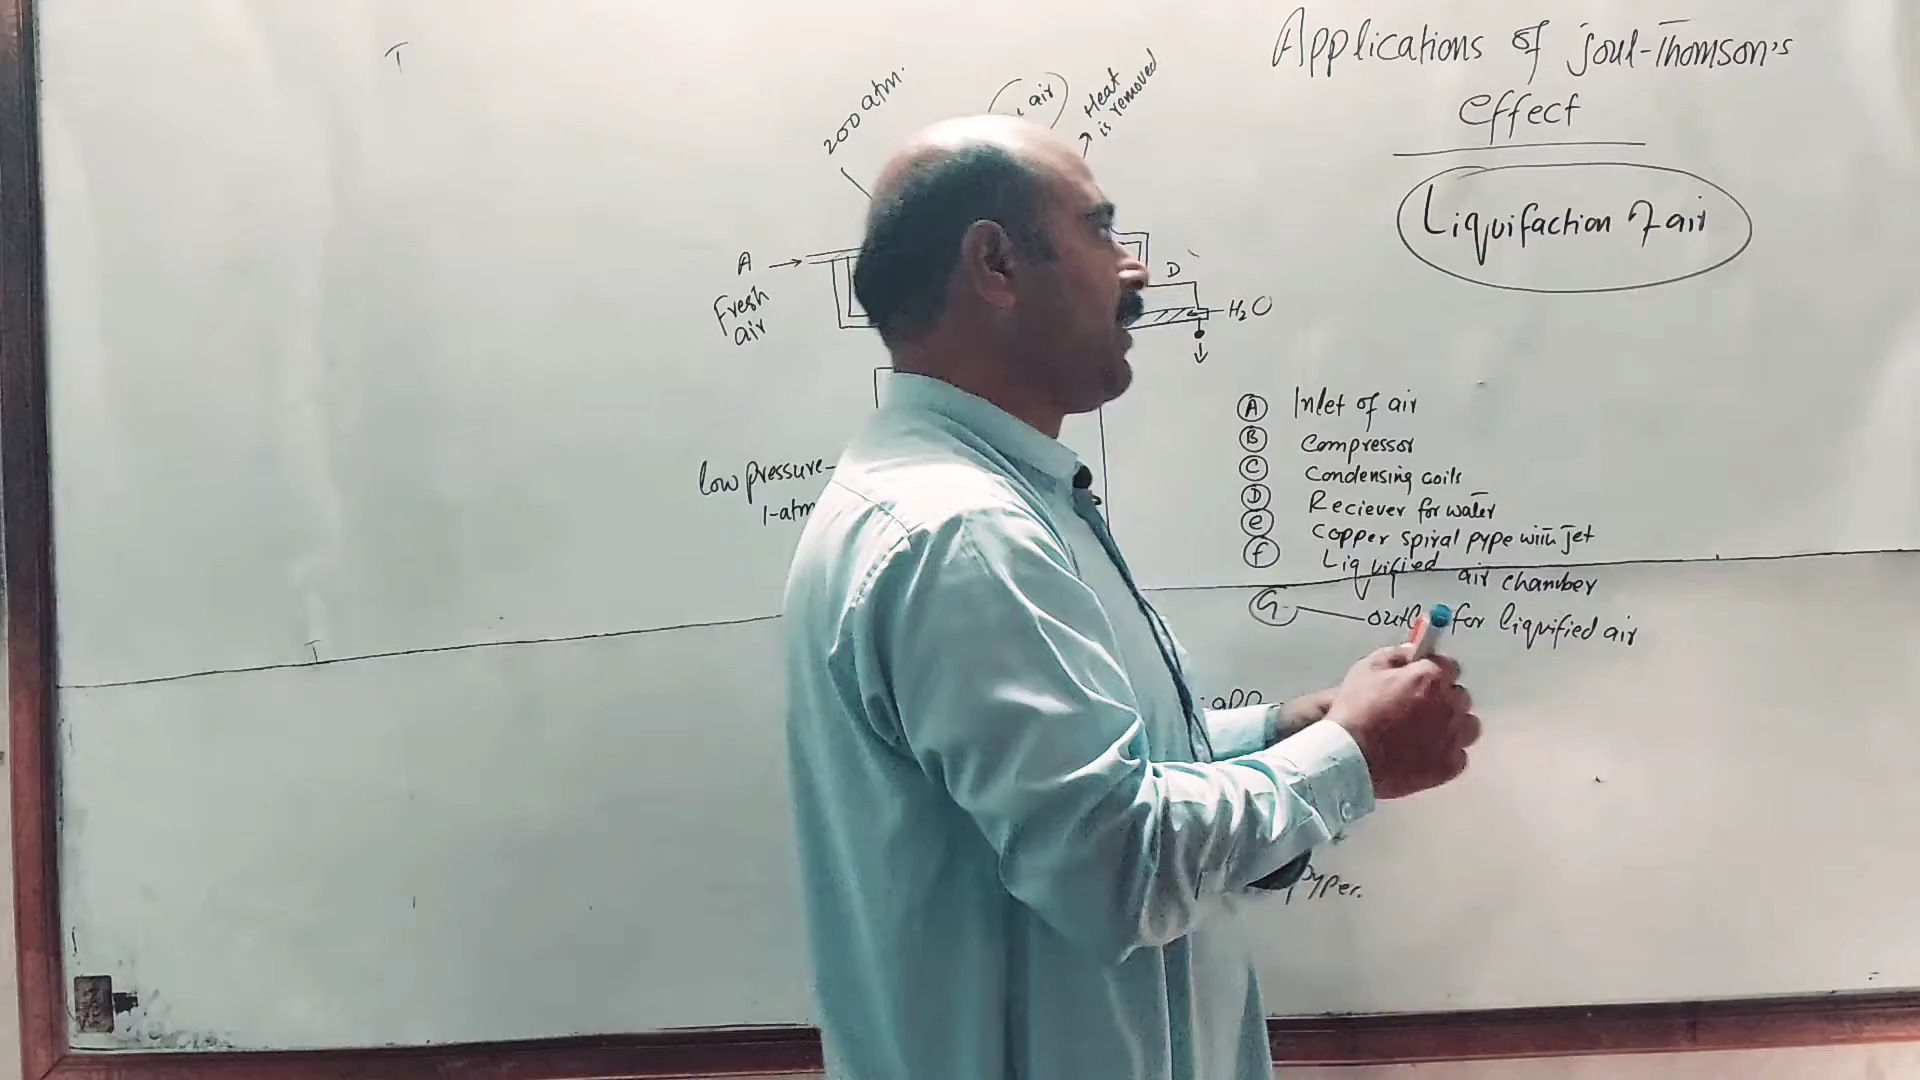 Applications of Joul-Thomson's
effect
Liquifaction of air
T
200 atm.
air
Heat
is removed
A
Fresh
air
D
H2O
low pressure
1-atm
A Inlet of air
B Compressor
C Condensing coils
D Reciever for water
e Copper spiral pype with jet
f Liquified air chamber
G outl for liquified air
T
pyper.